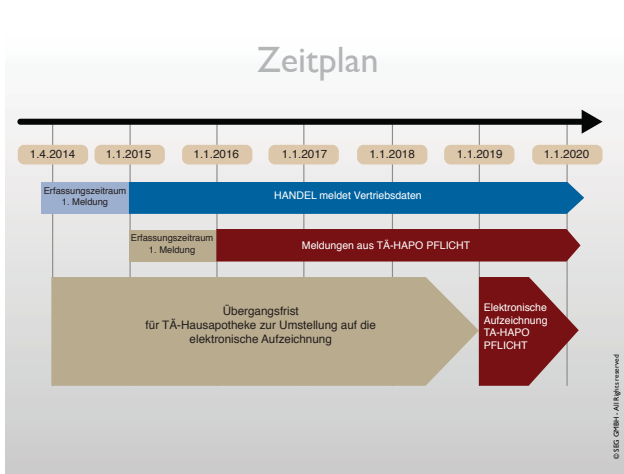 Zeitplan
1.4.2014 1.1.2015 1.1.2016 1.1.2017 1.1.2018 1.1.2019 1.1.2020
Erfassungszeitraum
1. Meldung
HANDEL meldet Vertriebsdaten
Erfassungszeitraum
1. Meldung
Meldungen aus TÄ-HAPO PFLICHT
Übergangsfrist
für TÄ-Hausapotheke zur Umstellung auf die
elektronische Aufzeichnung
Elektronische
Aufzeichnung
TA-HAPO
PFLICHT
© SEG GMBH - All Rights reserved